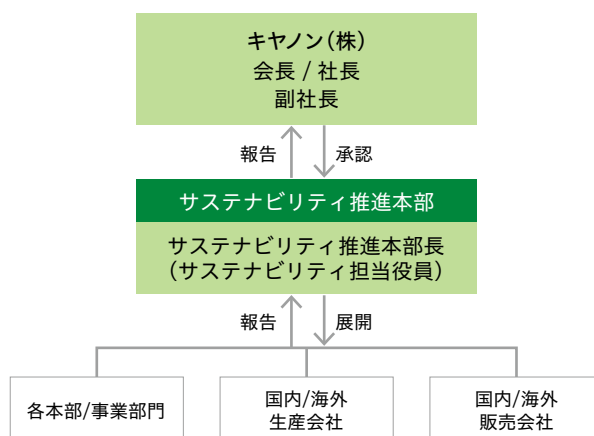 キヤノン（株）
会長 / 社長
副社長
報告
承認
サステナビリティ推進本部
サステナビリティ推進本部長
（サステナビリティ担当役員）
報告
展開
各本部/事業部門
国内/海外
生産会社
国内/海外
販売会社